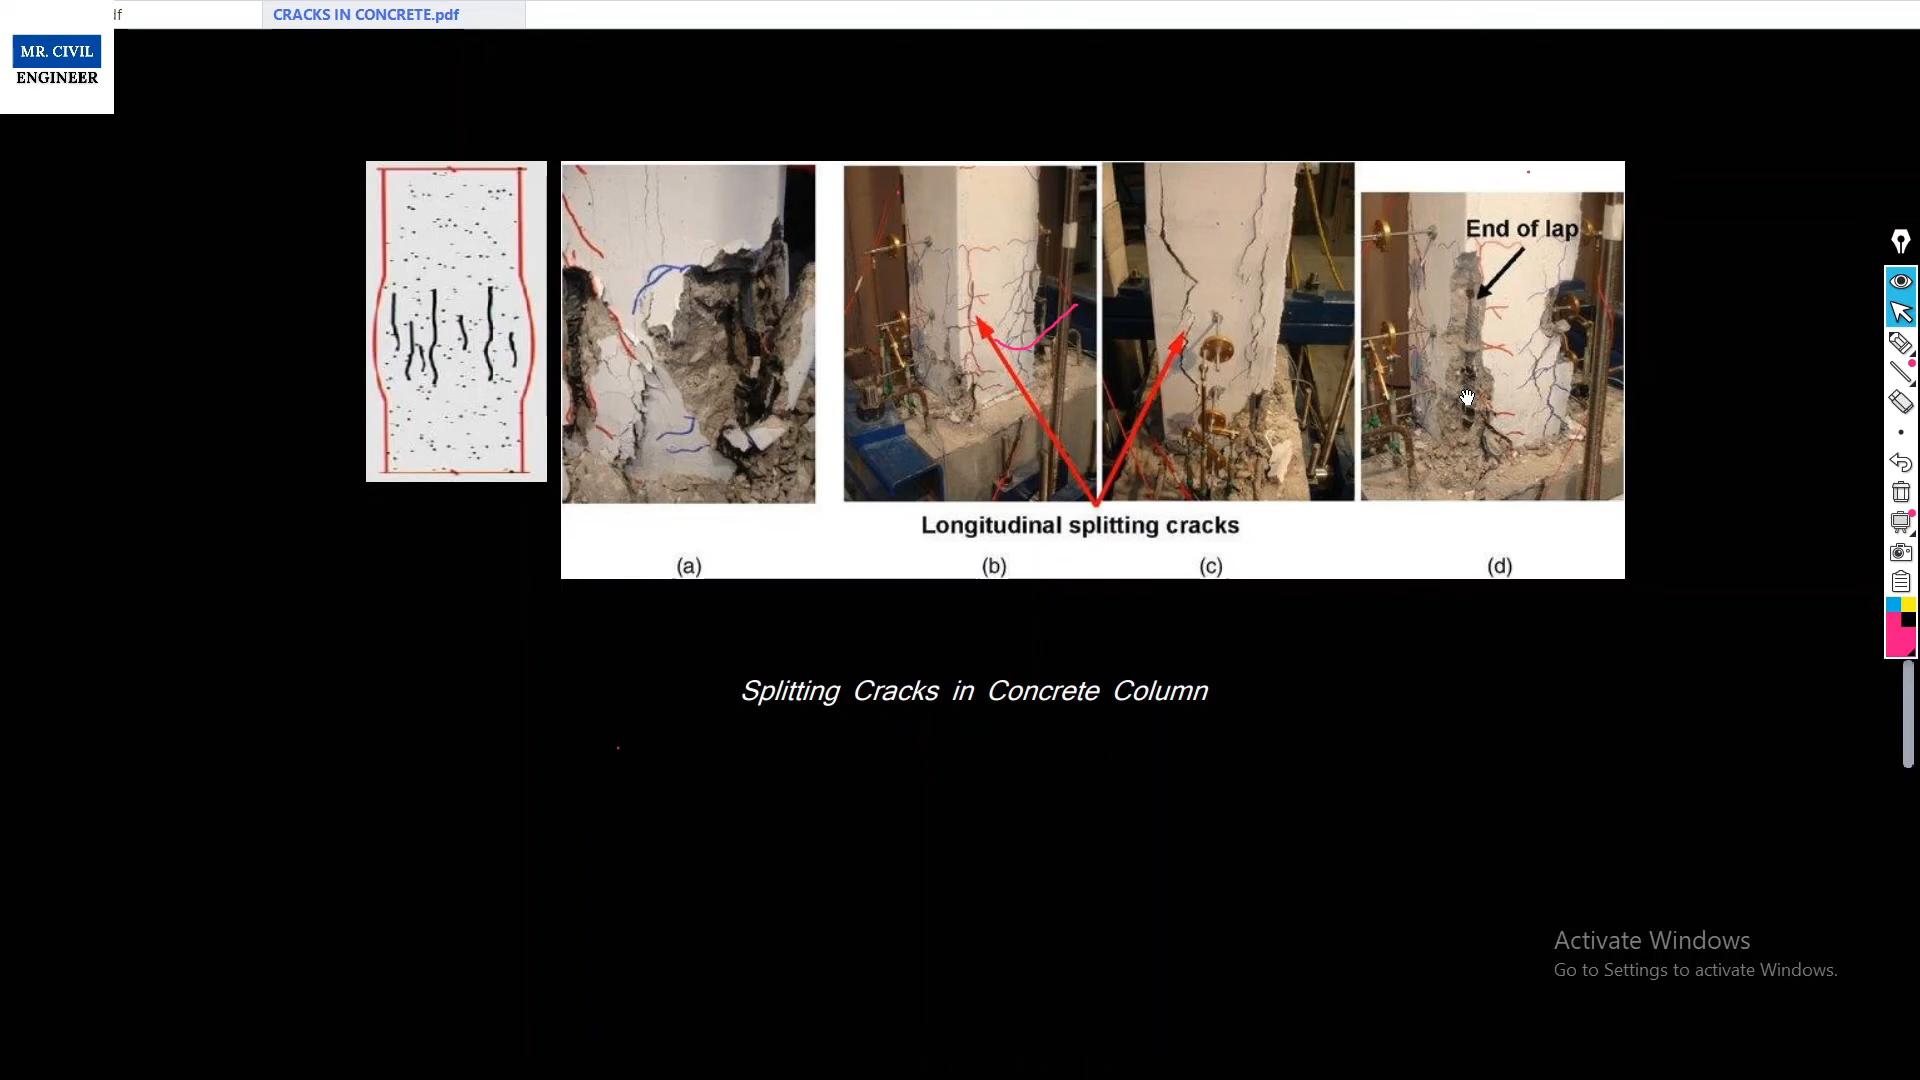 df
CRACKS IN CONCRETE.pdf
MR. CIVIL
ENGINEER
End of lap
Longitudinal splitting cracks
(a)
(b)
(c)
(d)
Splitting Cracks in Concrete Column
Activate Windows
Go to Settings to activate Windows.